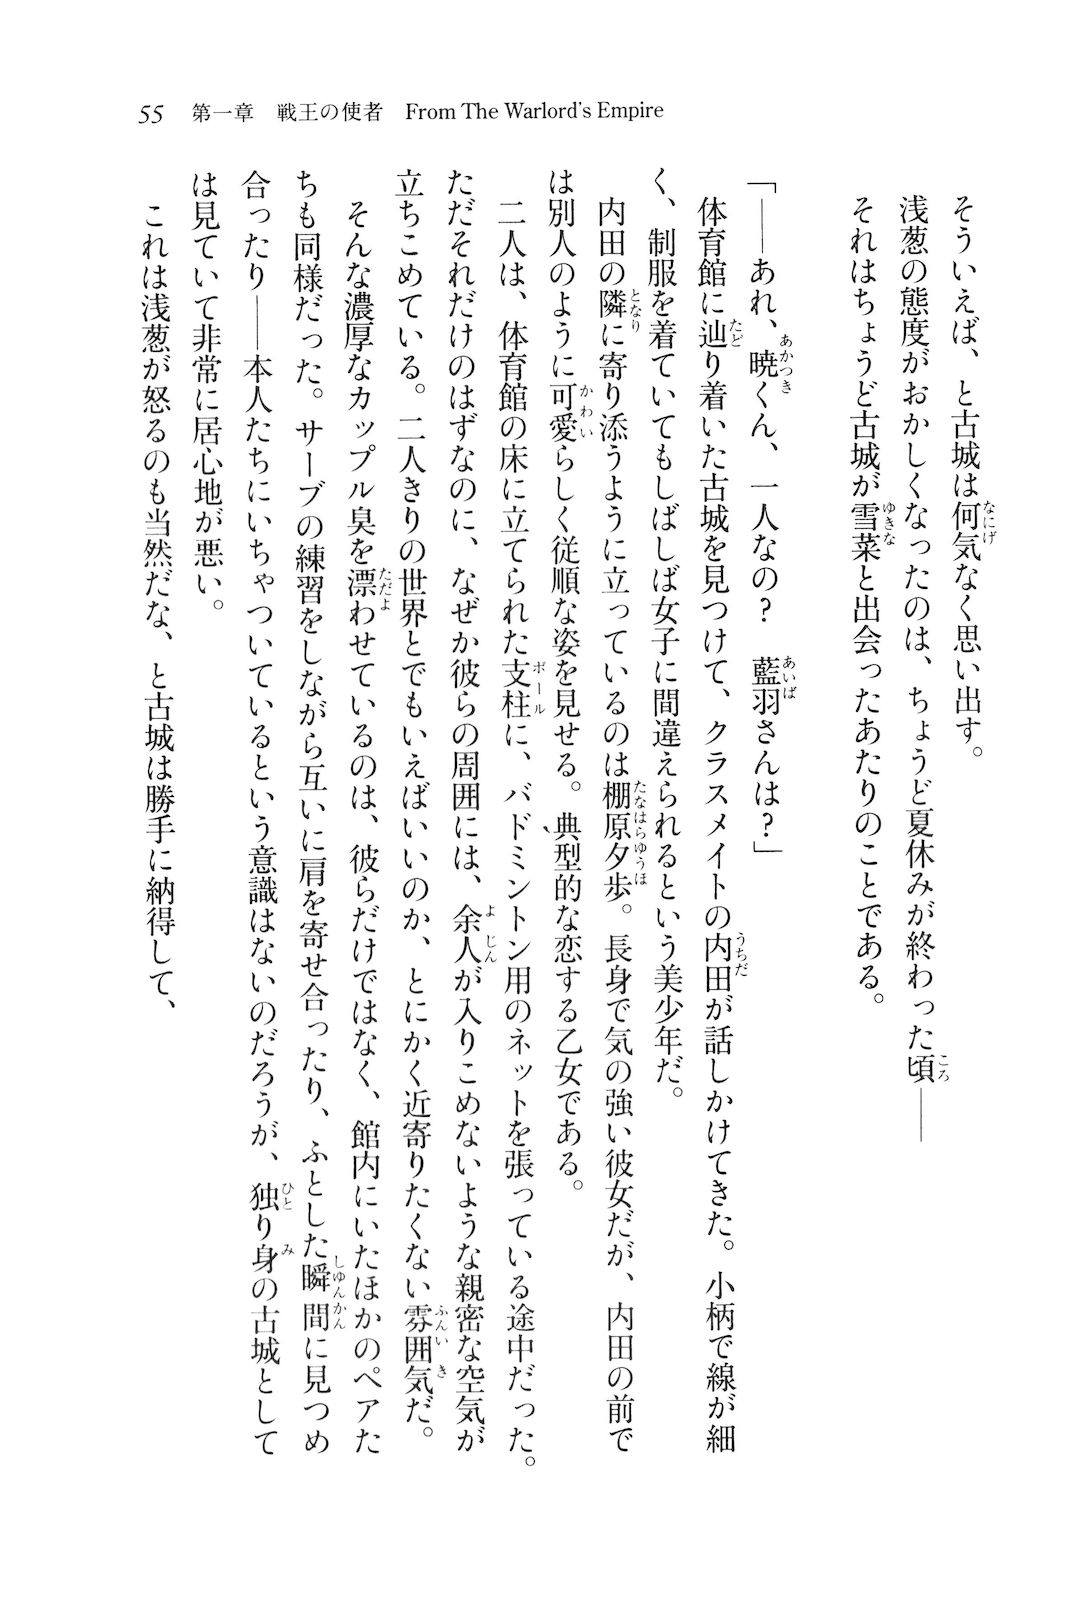 55　第一章　戦王の使者　From The Warlord's Empire
そういえば、と古城は何気なく思い出す。
浅葱の態度がおかしくなったのは、ちょうど夏休みが終わった頃――
それはちょうど古城が雪菜と出会ったあたりのことである。
「――あれ、暁くん、一人なの？　藍羽さんは？」
体育館に辿り着いた古城を見つけて、クラスメイトの内田が話しかけてきた。小柄で線が細
く、制服を着ていてもしばしば女子に間違えられるという美少年だ。
内田の隣に寄り添うように立っているのは棚原夕歩。長身で気の強い彼女だが、内田の前で
は別人のように可愛らしく従順な姿を見せる。典型的な恋する乙女である。
二人は、体育館の床に立てられた支柱に、バドミントン用のネットを張っている途中だった。
ただそれだけのはずなのに、なぜか彼らの周囲には、余人が入りこめないような親密な空気が
立ちこめている。二人きりの世界とでもいえばいいのか、とにかく近寄りたくない雰囲気だ。
そんな濃厚なカップル臭を漂わせているのは、彼らだけではなく、館内にいたほかのペアた
ちも同様だった。サーブの練習をしながら互いに肩を寄せ合ったり、ふとした瞬間に見つめ
合ったり――本人たちにいちゃついているという意識はないのだろうが、独り身の古城として
は見ていて非常に居心地が悪い。
これは浅葱が怒るのも当然だな、と古城は勝手に納得して、